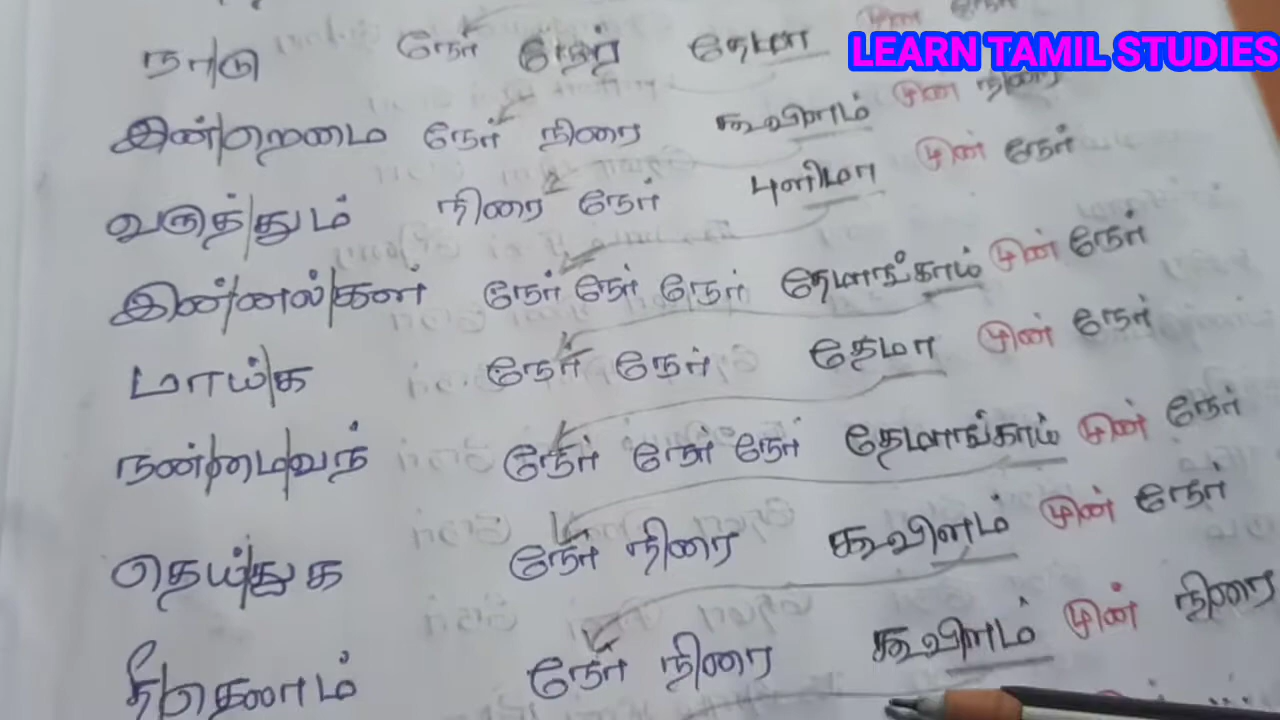 LEARN TAMIL STUDIES
நா/டு நேர் நேர் தேமா முன் நேர்
இன்/றெமை நேர் நிரை கூவிளம் முன் நிரை
வருத்/தும் நிரை நேர் புளிமா முன் நேர்
இன்/னல்/கள் நேர் நேர் நேர் தேமாங்காய் முன் நேர்
மாய்/க நேர் நேர் தேமா முன் நேர்
நன்/மை/வந் நேர் நேர் நேர் தேமாங்காய் முன் நேர்
தெய்/துக நேர் நிரை கூவிளம் முன் நேர்
தீ/தெலாம் நேர் நிரை கூவிளம் முன் நிரை